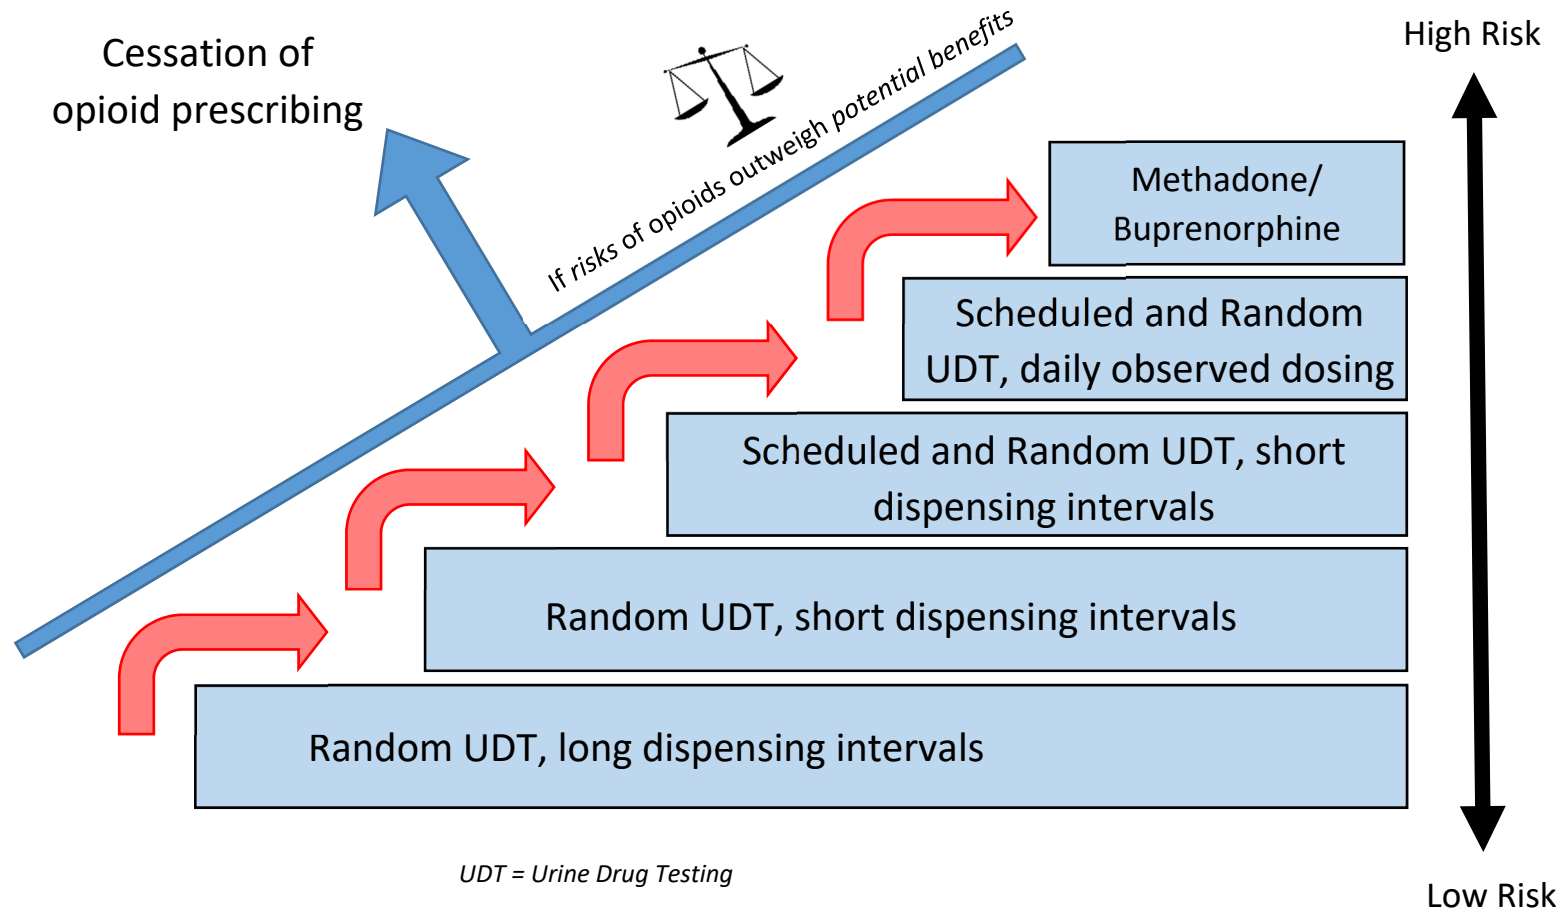 Cessation of
opioid prescribing
If risks of opioids outweigh potential benefits
High Risk
Methadone/
Buprenorphine
Scheduled and Random
UDT, daily observed dosing
Scheduled and Random UDT, short
dispensing intervals
Random UDT, short dispensing intervals
Random UDT, long dispensing intervals
UDT = Urine Drug Testing
Low Risk